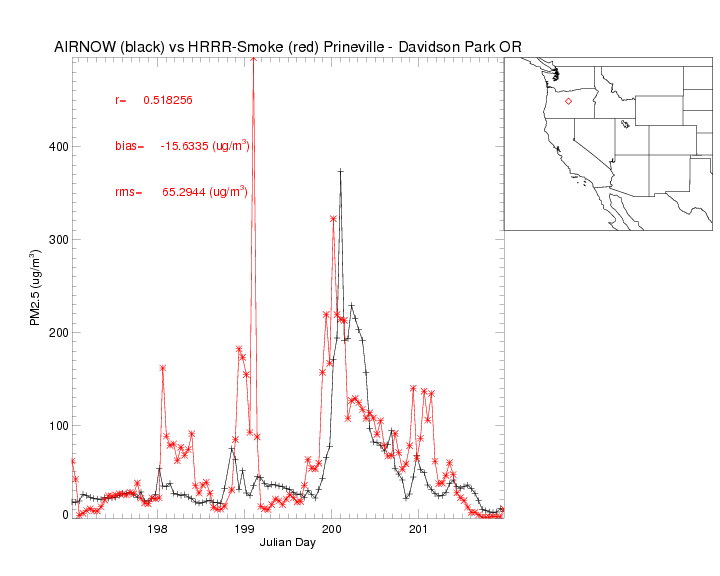 AIRNOW (black) vs HRRR-Smoke (red) Prineville - Davidson Park OR
r= 0.518256
bias= -15.6335 (ug/m³)
rms= 65.2944 (ug/m³)
PM2.5 (ug/m³)
400
300
200
100
0
198 199 200 201
Julian Day